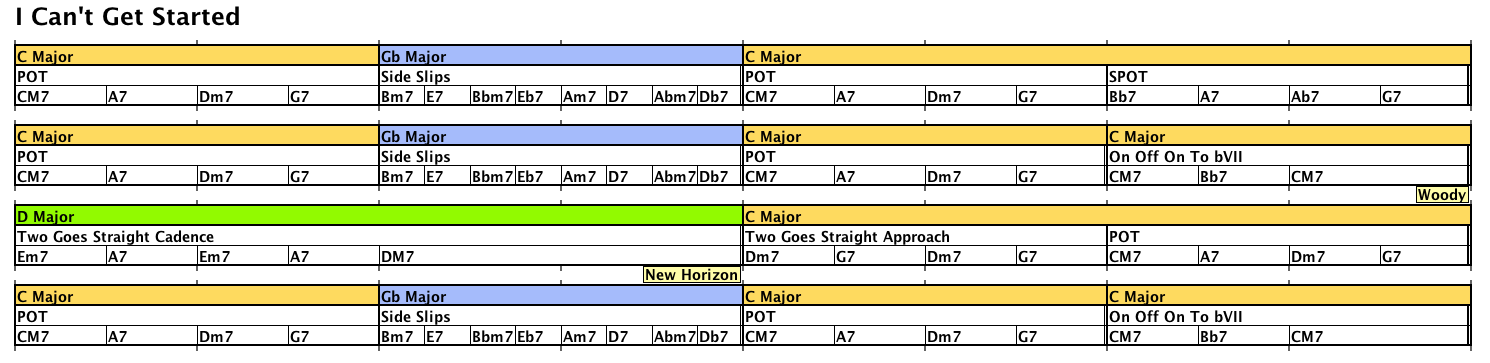 I Can't Get Started
C Major Gb Major C Major
POT Side Slips POT SPOT
CM7 A7 Dm7 G7 Bm7 E7 Bbm7 Eb7 Am7 D7 Abm7 Db7 CM7 A7 Dm7 G7 Bb7 A7 Ab7 G7
C Major Gb Major C Major C Major
POT Side Slips POT On Off On To bVII
CM7 A7 Dm7 G7 Bm7 E7 Bbm7 Eb7 Am7 D7 Abm7 Db7 CM7 A7 Dm7 G7 CM7 Bb7 CM7
Woody
D Major C Major
Two Goes Straight Cadence Two Goes Straight Approach POT
Em7 A7 Em7 A7 DM7 Dm7 G7 Dm7 G7 CM7 A7 Dm7 G7
New Horizon
C Major Gb Major C Major C Major
POT Side Slips POT On Off On To bVII
CM7 A7 Dm7 G7 Bm7 E7 Bbm7 Eb7 Am7 D7 Abm7 Db7 CM7 A7 Dm7 G7 CM7 Bb7 CM7